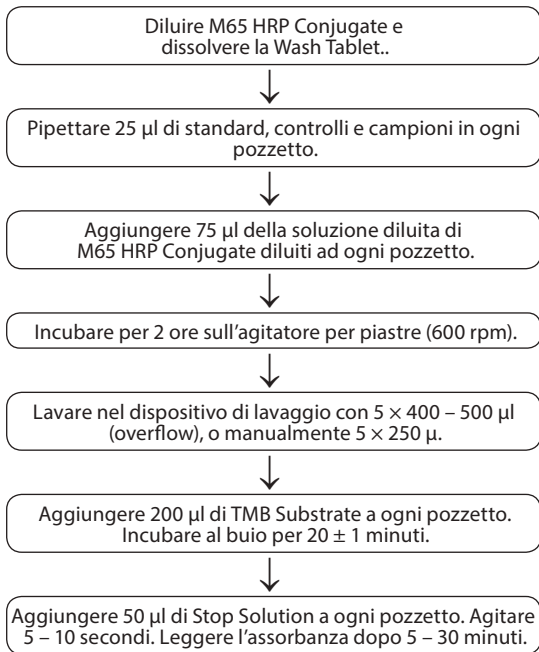 Diluire M65 HRP Conjugate e
dissolvere la Wash Tablet..
Pipettare 25 µl di standard, controlli e campioni in ogni
pozzetto.
Aggiungere 75 µl della soluzione diluita di
M65 HRP Conjugate diluiti ad ogni pozzetto.
Incubare per 2 ore sull’agitatore per piastre (600 rpm).
Lavare nel dispositivo di lavaggio con 5 × 400 – 500 µl
(overflow), o manualmente 5 × 250 µ.
Aggiungere 200 µl di TMB Substrate a ogni pozzetto.
Incubare al buio per 20 ± 1 minuti.
Aggiungere 50 µl di Stop Solution a ogni pozzetto. Agitare
5 – 10 secondi. Leggere l’assorbanza dopo 5 – 30 minuti.